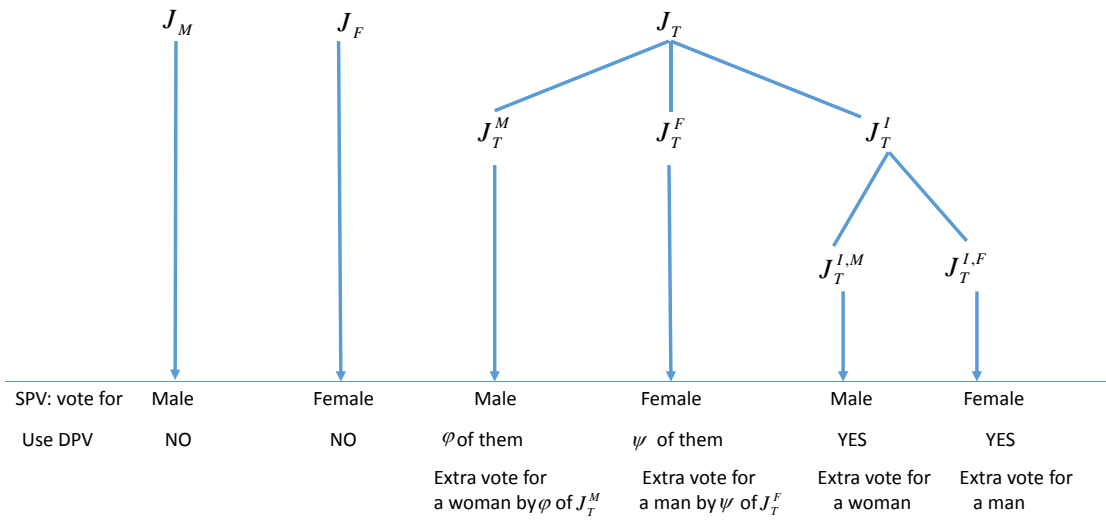 J_M J_F J_T
J_T^M J_T^F J_T^I
J_T^{I,M} J_T^{I,F}
SPV: vote for Male Female Male Female Male Female
Use DPV NO NO φ of them ψ of them YES YES
Extra vote for Extra vote for Extra vote for Extra vote for
a woman by φ of J_T^M a man by ψ of J_T^F a woman a man